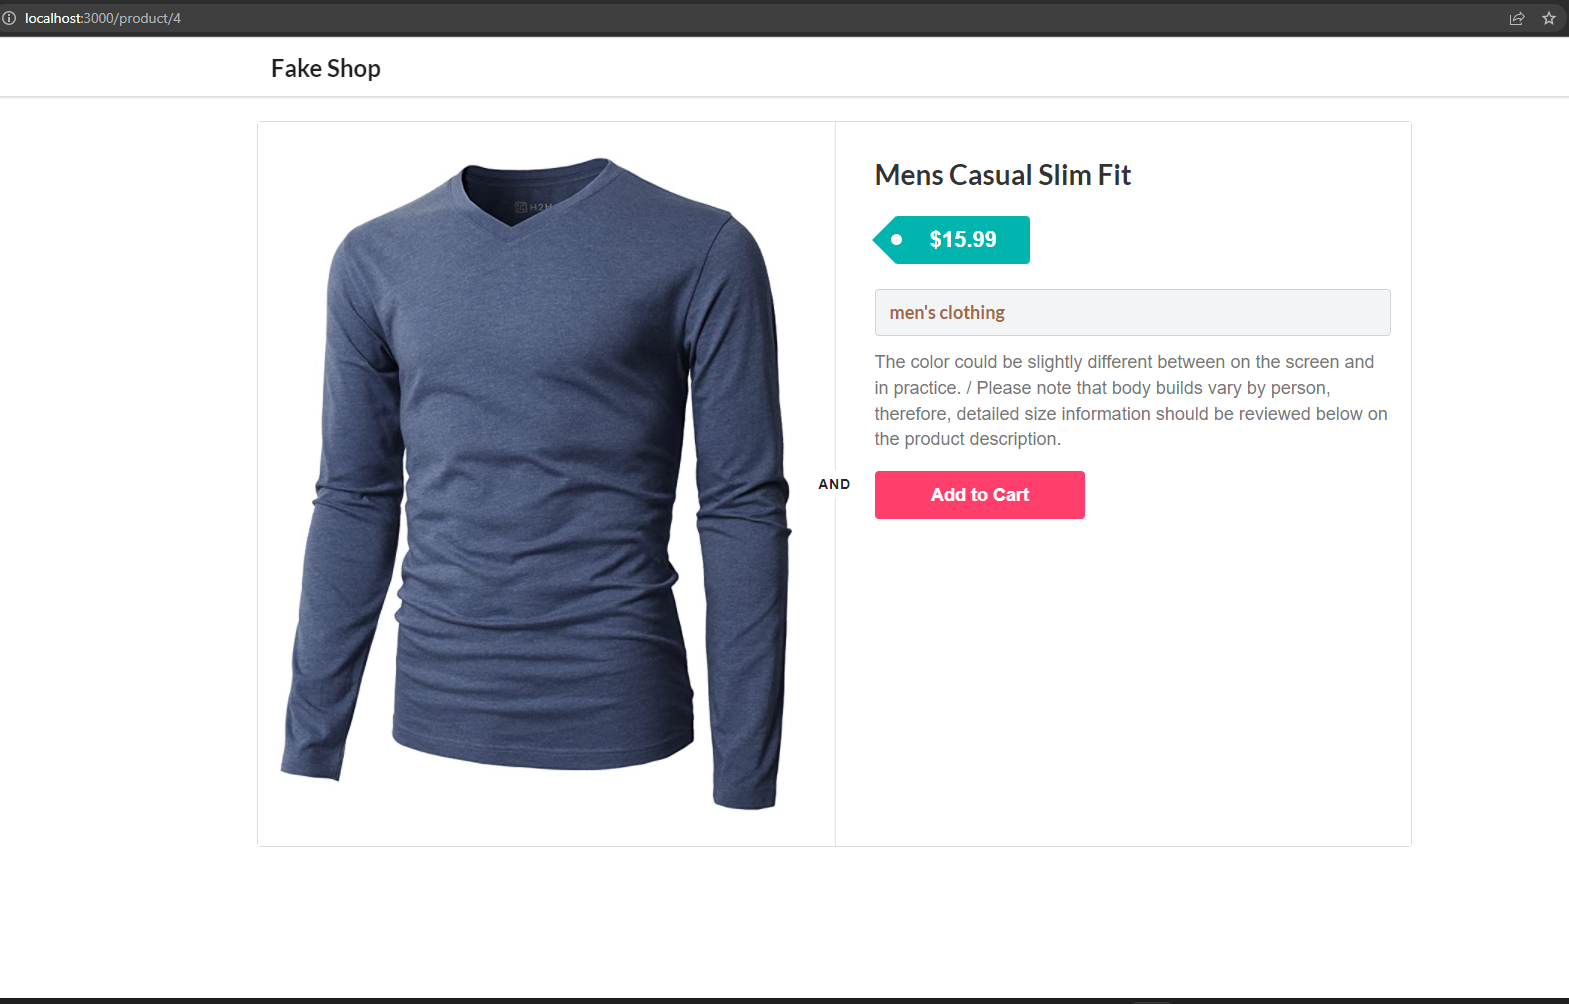 localhost:3000/product/4
Fake Shop
H2H
Mens Casual Slim Fit
$15.99
men's clothing
The color could be slightly different between on the screen and
in practice. / Please note that body builds vary by person,
therefore, detailed size information should be reviewed below on
the product description.
AND
Add to Cart